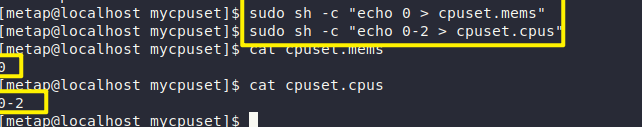 [metap@localhost mycpuset]$ sudo sh -c "echo 0 > cpuset.mems"
[metap@localhost mycpuset]$ sudo sh -c "echo 0-2 > cpuset.cpus"
[metap@localhost mycpuset]$ cat cpuset.mems
0
[metap@localhost mycpuset]$ cat cpuset.cpus
0-2
[metap@localhost mycpuset]$